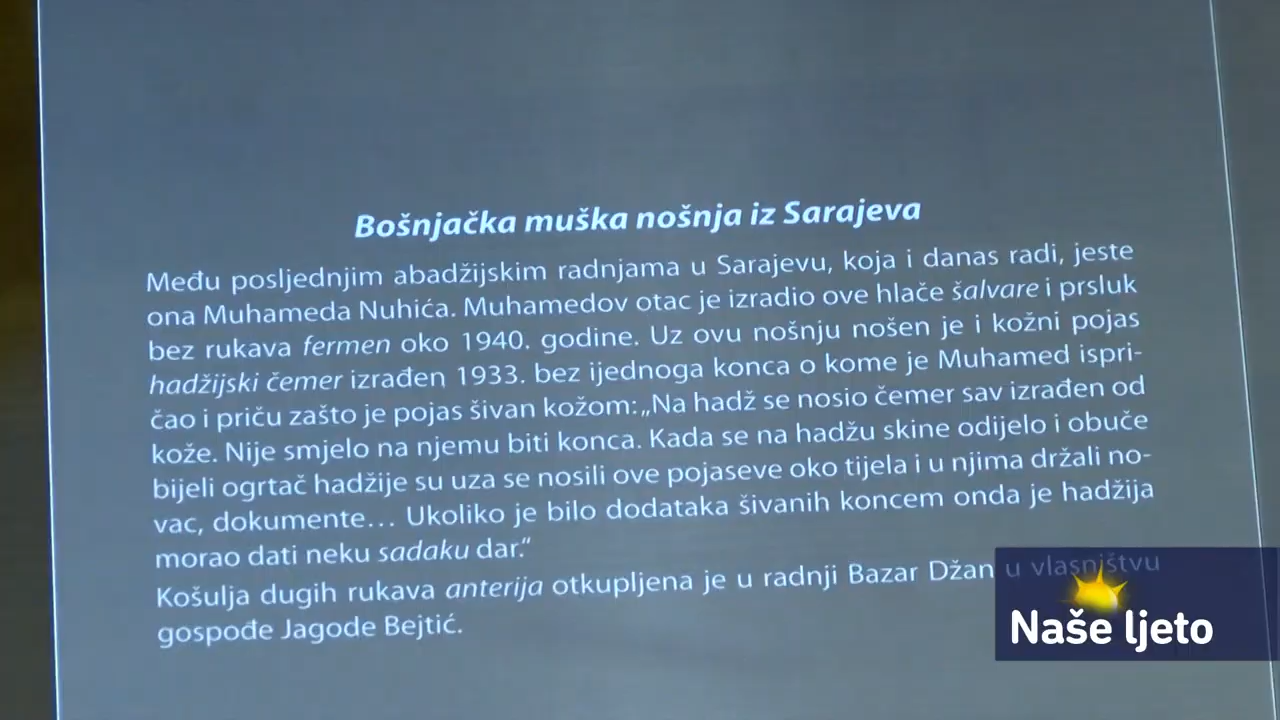 Bošnjačka muška nošnja iz Sarajeva
Među posljednjim abadžijskim radnjama u Sarajevu, koja i danas radi, jeste
ona Muhameda Nuhića. Muhamedov otac je izradio ove hlače šalvare i prsluk
bez rukava fermen oko 1940. godine. Uz ovu nošnju nošen je i kožni pojas
hadžijski čemer izrađen 1933. bez ijednoga konca o kome je Muhamed ispri-
čao i priču zašto je pojas šivan kožom: „Na hadž se nosio čemer sav izrađen od
kože. Nije smjelo na njemu biti konca. Kada se na hadžu skine odijelo i obuče
bijeli ogrtač hadžije su uza se nosili ove pojaseve oko tijela i u njima držali no-
vac, dokumente… Ukoliko je bilo dodataka šivanih koncem onda je hadžija
morao dati neku sadaku dar.“
Košulja dugih rukava anterija otkupljena je u radnji Bazar Džan u vlasništvu
gospođe Jagode Bejtić.
Naše ljeto